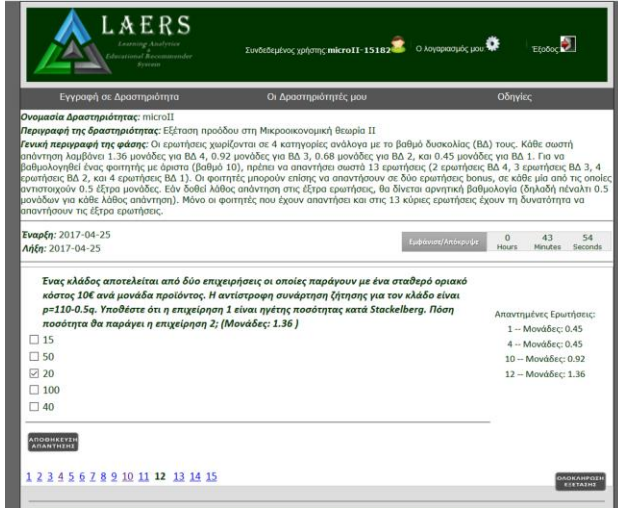 LAERS
Learning Analytics
&
Educational Recommender
System
Συνδεδεμένος χρήστης:microII-15182
Ο λογαριασμός μου:
Έξοδος
Εγγραφή σε Δραστηριότητα
Οι Δραστηριότητές μου
Οδηγίες
Ονομασία Δραστηριότητας: microII
Περιγραφή της δραστηριότητας: Εξέταση προόδου στη Μικροοικονομική Θεωρία II
Γενική περιγραφή της φάσης: Οι ερωτήσεις χωρίζονται σε 4 κατηγορίες ανάλογα με το βαθμό δυσκολίας (ΒΔ) τους. Κάθε σωστή
απάντηση λαμβάνει 1.36 μονάδες για ΒΔ 4, 0.92 μονάδες για ΒΔ 3, 0.68 μονάδες για ΒΔ 2, και 0.45 μονάδες για ΒΔ 1. Για να
βαθμολογηθεί ένας φοιτητής με άριστα (βαθμό 10), πρέπει να απαντήσει σωστά 13 ερωτήσεις (2 ερωτήσεις ΒΔ 4, 3 ερωτήσεις ΒΔ 3, 4
ερωτήσεις ΒΔ 2, και 4 ερωτήσεις ΒΔ 1). Οι φοιτητές μπορούν επίσης να απαντήσουν σε δύο ερωτήσεις bonus, σε κάθε μία από τις οποίες
αντιστοιχούν 0.5 έξτρα μονάδες. Εάν δοθεί λάθος απάντηση στις έξτρα ερωτήσεις, θα δίνεται αρνητική βαθμολογία (δηλαδή πέναλτι 0.5
μονάδων για κάθε λάθος απάντηση). Μόνο οι φοιτητές που έχουν απαντήσει και στις 13 κύριες ερωτήσεις έχουν τη δυνατότητα να
απαντήσουν τις έξτρα ερωτήσεις.
Έναρξη: 2017-04-25
Λήξη: 2017-04-25
Εμφάνιση/Απόκρυψη
0 43 54
Hours Minutes Seconds
Ένας κλάδος αποτελείται από δύο επιχειρήσεις οι οποίες παράγουν με ένα σταθερό οριακό
κόστος 10€ ανά μονάδα προϊόντος. Η αντίστροφη συνάρτηση ζήτησης για τον κλάδο είναι
p=110-0.5q. Υποθέστε ότι η επιχείρηση 1 είναι ηγέτης ποσότητας κατά Stackelberg. Πόση
ποσότητα θα παράγει η επιχείρηση 2; (Μονάδες: 1.36 )
15
50
20
100
40
Απαντημένες Ερωτήσεις:
1 -- Μονάδες: 0.45
4 -- Μονάδες: 0.45
10 -- Μονάδες: 0.92
12 -- Μονάδες: 1.36
ΑΠΟΘΗΚΕΥΣΗ
ΑΠΑΝΤΗΣΗΣ
1 2 3 4 5 6 7 8 9 10 11 12 13 14 15
ΟΛΟΚΛΗΡΩΣΗ
ΕΞΕΤΑΣΗΣ